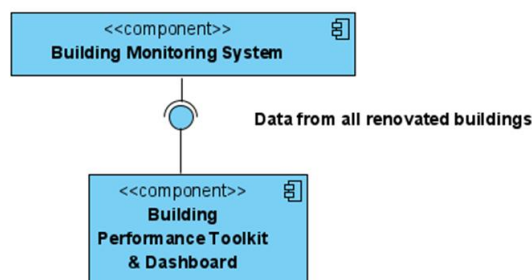 <<component>>
Building Monitoring System
Data from all renovated buildings
<<component>>
Building
Performance Toolkit
& Dashboard